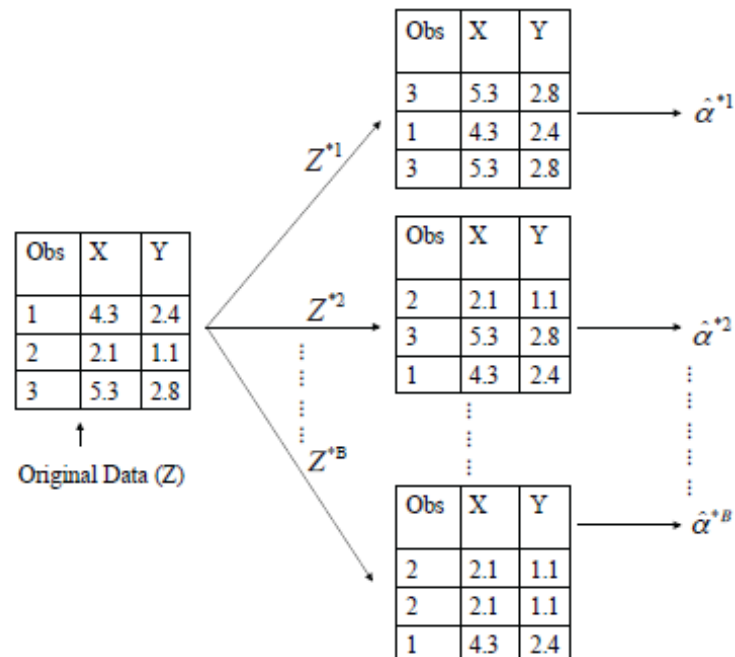 Obs X Y
3 5.3 2.8
1 4.3 2.4
3 5.3 2.8
α̂*1
Z*1
Obs X Y
1 4.3 2.4
2 2.1 1.1
3 5.3 2.8
Original Data (Z)
Z*2
Obs X Y
2 2.1 1.1
3 5.3 2.8
1 4.3 2.4
α̂*2
Z*B
Obs X Y
2 2.1 1.1
2 2.1 1.1
1 4.3 2.4
α̂*B